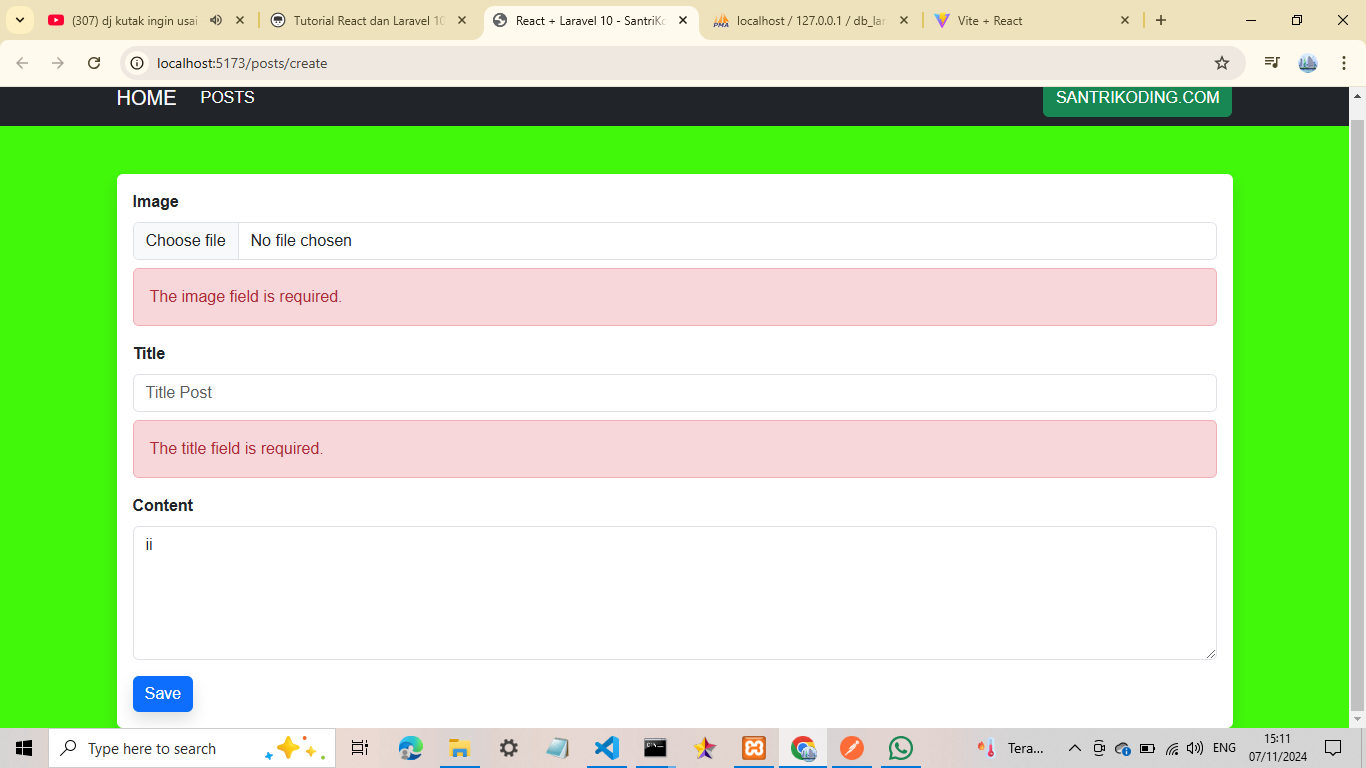 (307) dj kutak ingin usai
Tutorial React dan Laravel 10
React + Laravel 10 - SantriKo
localhost / 127.0.0.1 / db_lar
Vite + React
localhost:5173/posts/create
HOME
POSTS
SANTRIKODING.COM
Image
Choose file
No file chosen
The image field is required.
Title
Title Post
The title field is required.
Content
ii
Save
Type here to search
Tera...
ENG
15:11
07/11/2024